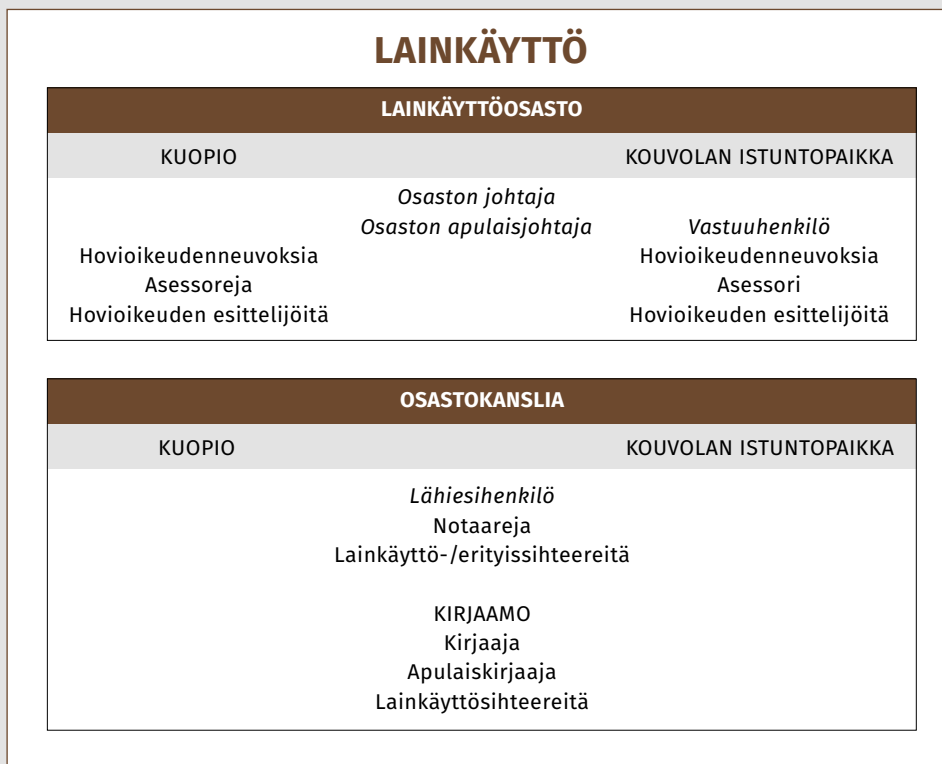 LAINKÄYTTÖ
LAINKÄYTTÖOSASTO
KUOPIO KOUVOLAN ISTUNTOPAIKKA
Osaston johtaja
Osaston apulaisjohtaja Vastuuhenkilö
Hovioikeudenneuvoksia Hovioikeudenneuvoksia
Asessoreja Asessori
Hovioikeuden esittelijöitä Hovioikeuden esittelijöitä
OSASTOKANSLIA
KUOPIO KOUVOLAN ISTUNTOPAIKKA
Lähiesihenkilö
Notaareja
Lainkäyttö-/erityissihteereitä
KIRJAAMO
Kirjaaja
Apulaiskirjaaja
Lainkäyttösihteereitä